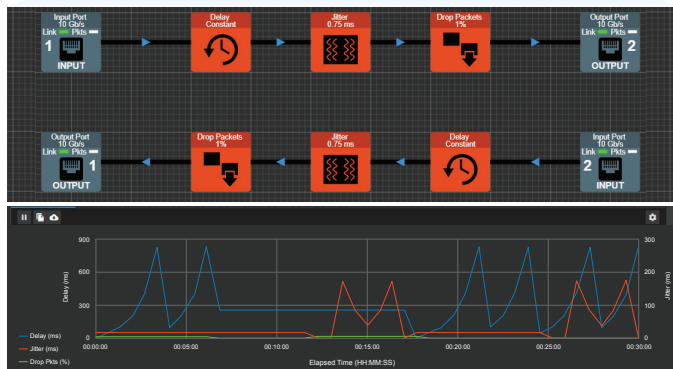 Input Port
10 Gb/s
Link Pkts
1
INPUT
Delay
Constant
Jitter
0.75 ms
Drop Packets
1%
Output Port
10 Gb/s
Link Pkts
2
OUTPUT
Output Port
10 Gb/s
Link Pkts
1
OUTPUT
Drop Packets
1%
Jitter
0.75 ms
Delay
Constant
Input Port
10 Gb/s
Link Pkts
2
INPUT
900
600
300
0
Delay (ms)
300
200
100
0
Jitter (ms)
00:00:00 00:05:00 00:10:00 00:15:00 00:20:00 00:25:00 00:30:00
Elapsed Time (HH:MM:SS)
Delay (ms)
Jitter (ms)
Drop Pkts (%)